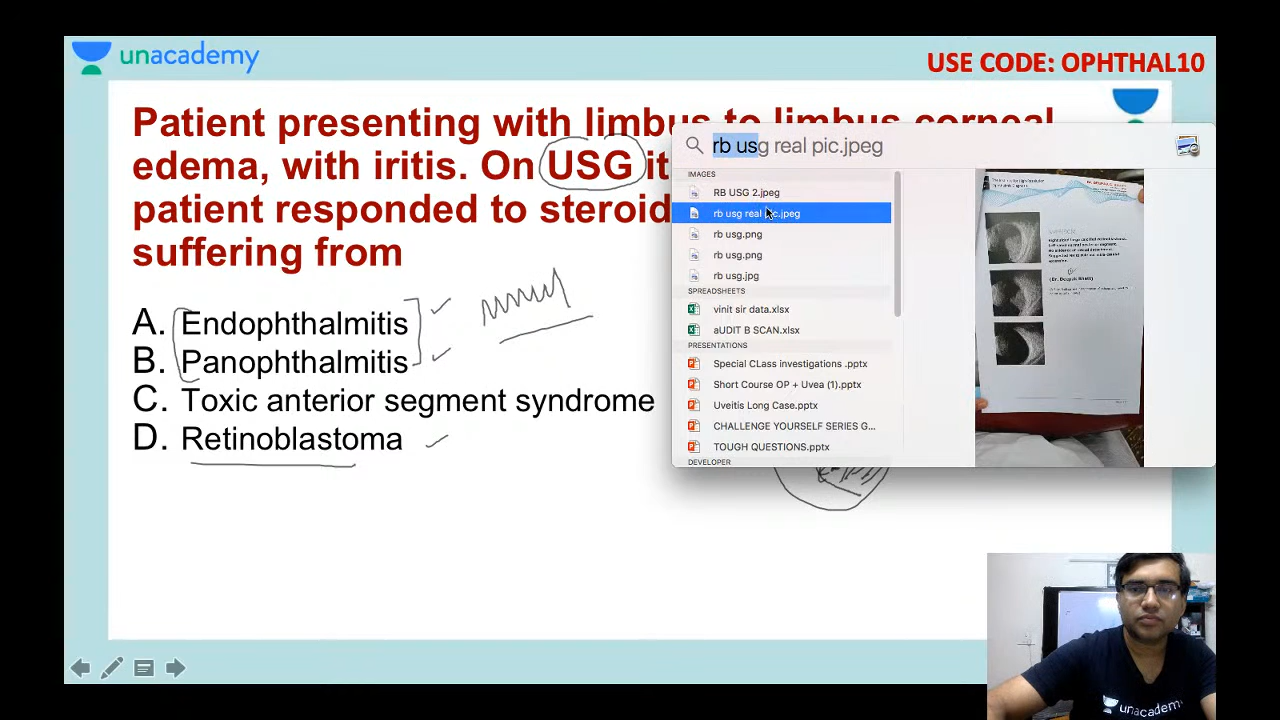 unacademy
USE CODE: OPHTHAL10
Patient presenting with limbus to limbus corneal
edema, with iritis. On USG it
patient responded to steroid
suffering from
A. Endophthalmitis
B. Panophthalmitis
C. Toxic anterior segment syndrome
D. Retinoblastoma
rb usg real pic.jpeg
IMAGES
RB USG 2.jpeg
rb usg real pic.jpeg
rb usg.png
rb usg.png
rb usg.jpg
SPREADSHEETS
vinit sir data.xlsx
aUDIT B SCAN.xlsx
PRESENTATIONS
Special CLass investigations .pptx
Short Course OP + Uvea (1).pptx
Uveitis Long Case.pptx
CHALLENGE YOURSELF SERIES G...
TOUGH QUESTIONS.pptx
DEVELOPER
unacademy